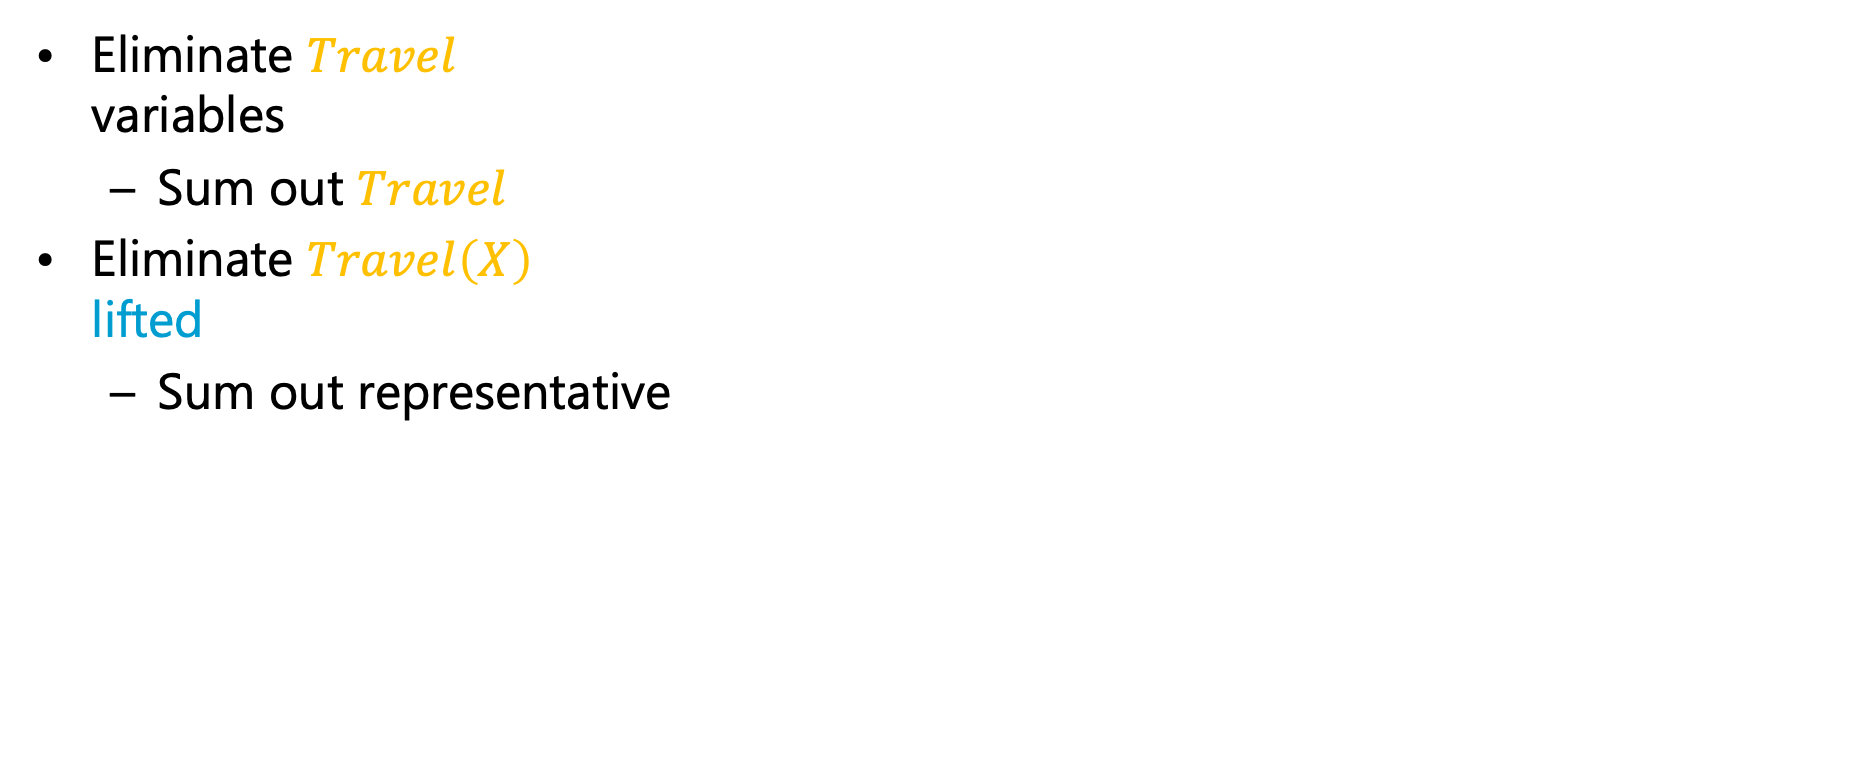 • Eliminate Travel
variables
– Sum out Travel
• Eliminate Travel(X)
lifted
– Sum out representative